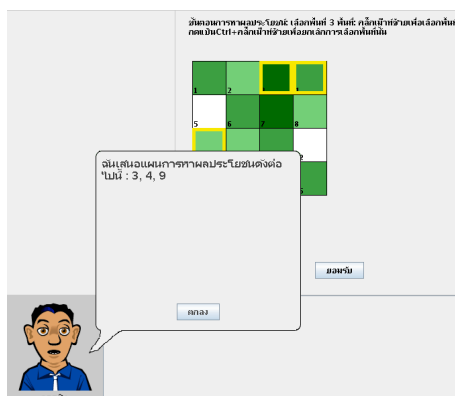 ขั้นตอนการหาผลประโยชน์: เลือกพื้นที่ 3 พื้นที่: คลิ๊กเม้าท์ซ้ายเพื่อเลือกพื้นที่
กดแป้นCtrl+คลิ๊กเม้าท์ซ้ายเพื่อยกเลิกการเลือกพื้นที่นั้น
1 2
5 6 7 8
ฉันเสนอแผนการหาผลประโยชน์ดังต่อ
ไปนี้ : 3, 4, 9
ยอมรับ
ตกลง